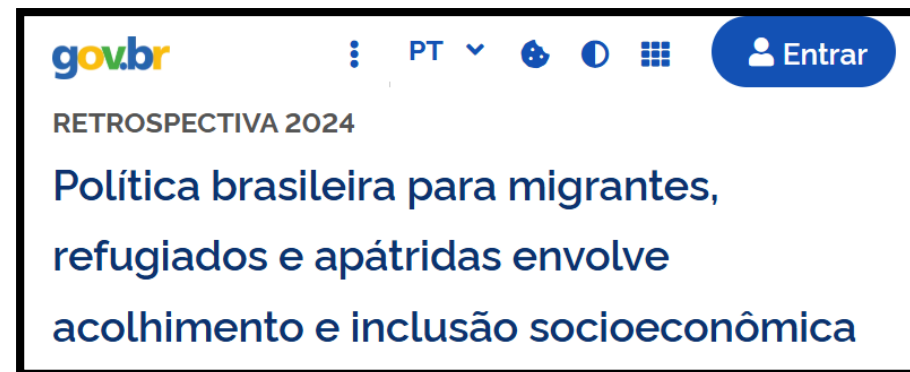 gov.br PT Entrar
RETROSPECTIVA 2024
Política brasileira para migrantes,
refugiados e apátridas envolve
acolhimento e inclusão socioeconômica